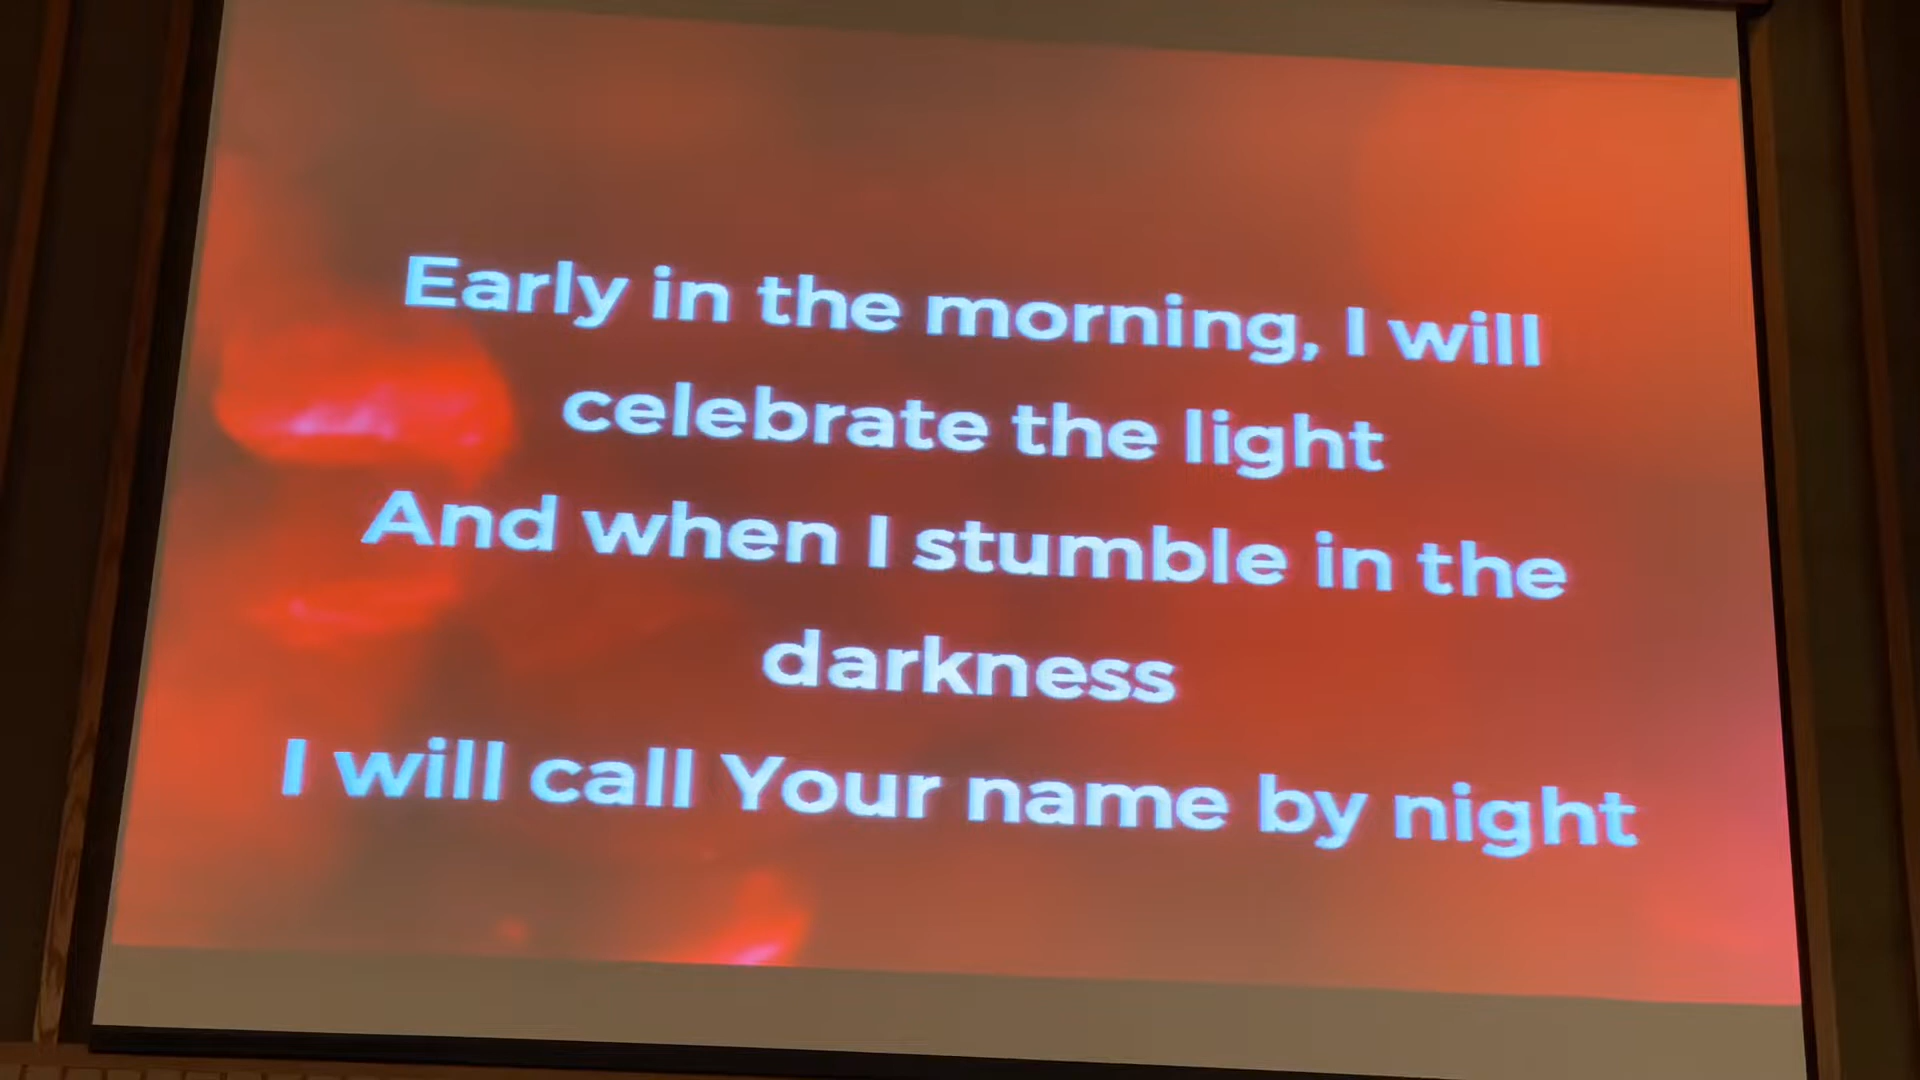 Early in the morning, I will
celebrate the light
And when I stumble in the
darkness
I will call Your name by night